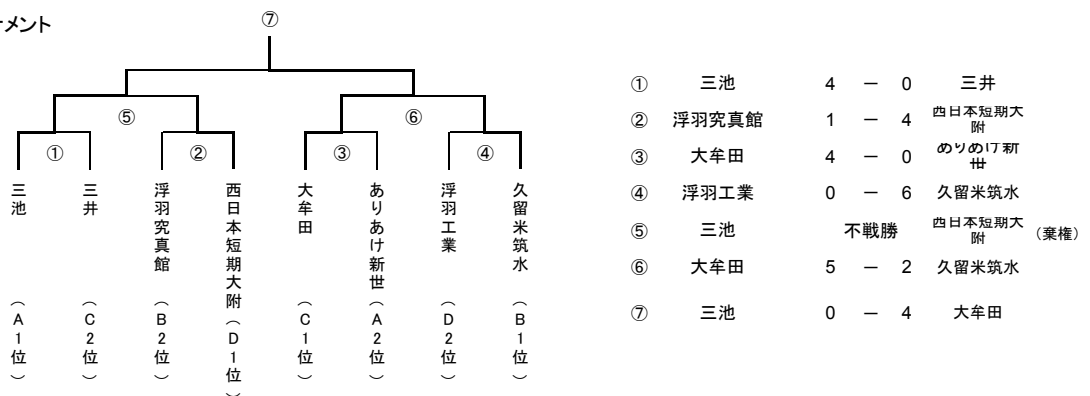 メント
⑦
⑤
⑥
①
②
③
④
三池（A1位）
三井（C2位）
浮羽究真館（B2位）
西日本短期大附（D1位）
大牟田（C1位）
ありあけ新世（A2位）
浮羽工業（D2位）
久留米筑水（B1位）
① 三池 4 － 0 三井
② 浮羽究真館 1 － 4 西日本短期大附
③ 大牟田 4 － 0 ありあけ新世
④ 浮羽工業 0 － 6 久留米筑水
⑤ 三池 不戦勝 西日本短期大附 (棄権)
⑥ 大牟田 5 － 2 久留米筑水
⑦ 三池 0 － 4 大牟田